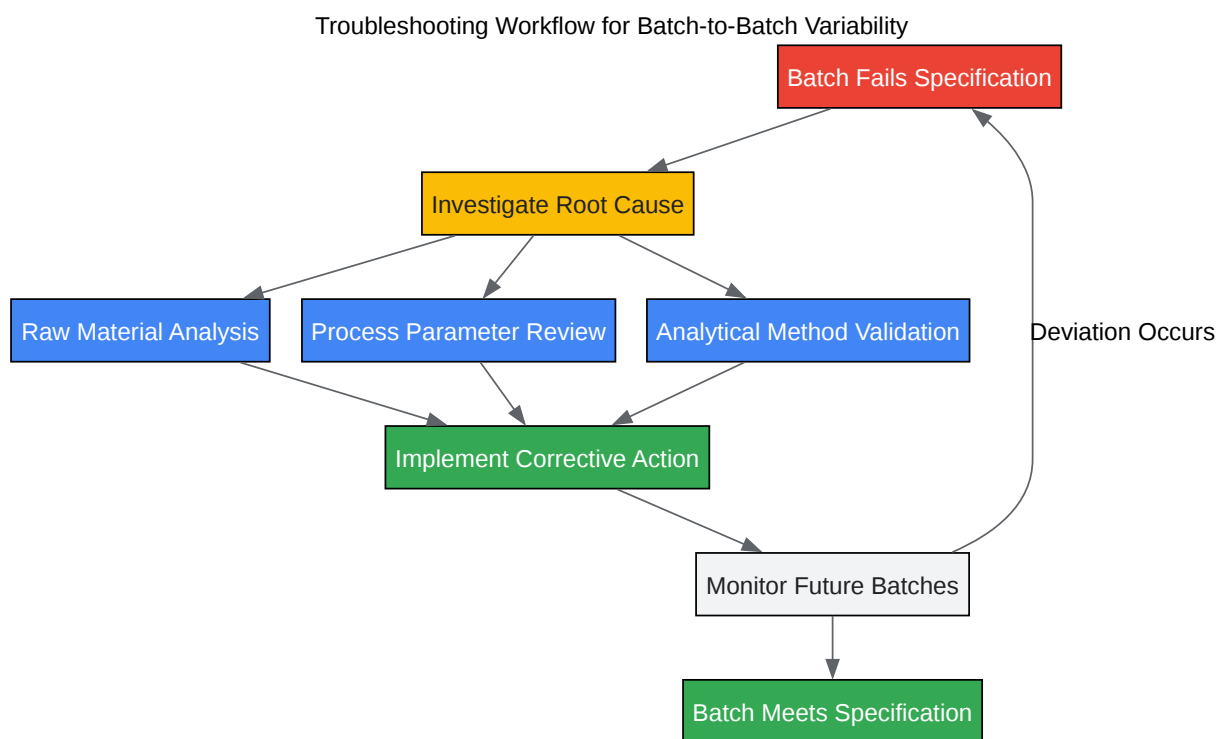 Troubleshooting Workflow for Batch-to-Batch Variability
Batch Fails Specification
Investigate Root Cause
Raw Material Analysis
Process Parameter Review
Analytical Method Validation
Deviation Occurs
Implement Corrective Action
Monitor Future Batches
Batch Meets Specification